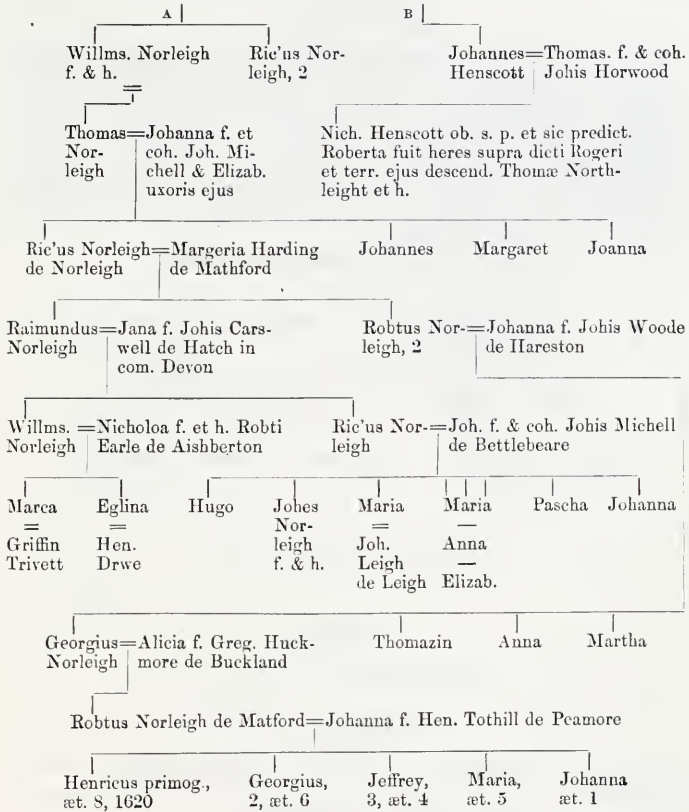 A B
Willms. Norleigh Ric'us Nor- Johannes=Thomas. f. & coh.
f. & h. leigh, 2 Henscott Johis Horwood
=
Thomas=Johanna f. et Nich. Henscott ob. s. p. et sic predict.
Nor- coh. Joh. Mi- Roberta fuit heres supra dicti Rogeri
leigh chell & Elizab. et terr. ejus descend. Thomæ North-
uxoris ejus leight et h.
Ric'us Norleigh=Margeria Harding Johannes Margaret Joanna
de Norleigh de Mathford
Raimundus=Jana f. Johis Cars- Robtus Nor-=Johanna f. Johis Woode
Norleigh well de Hatch in leigh, 2 de Hareston
com. Devon
Willms. =Nicholoa f. et h. Robti Ric'us Nor-=Joh. f. & coh. Johis Michell
Norleigh Earle de Aishberton leigh de Bettlebeare
Marca Eglina Hugo Johes Maria Maria Pascha Johanna
= = Nor- = —
Griffin Hen. leigh Joh. Anna
Trivett Drwe f. & h. Leigh —
de Leigh Elizab.
Georgius=Alicia f. Greg. Huck- Thomazin Anna Martha
Norleigh more de Buckland
Robtus Norleigh de Matford=Johanna f. Hen. Tothill de Peamore
Henricus primog., Georgius, Jeffrey, Maria, Johanna
æt. 8, 1620 2, æt. 6 3, æt. 4 æt. 5 æt. 1